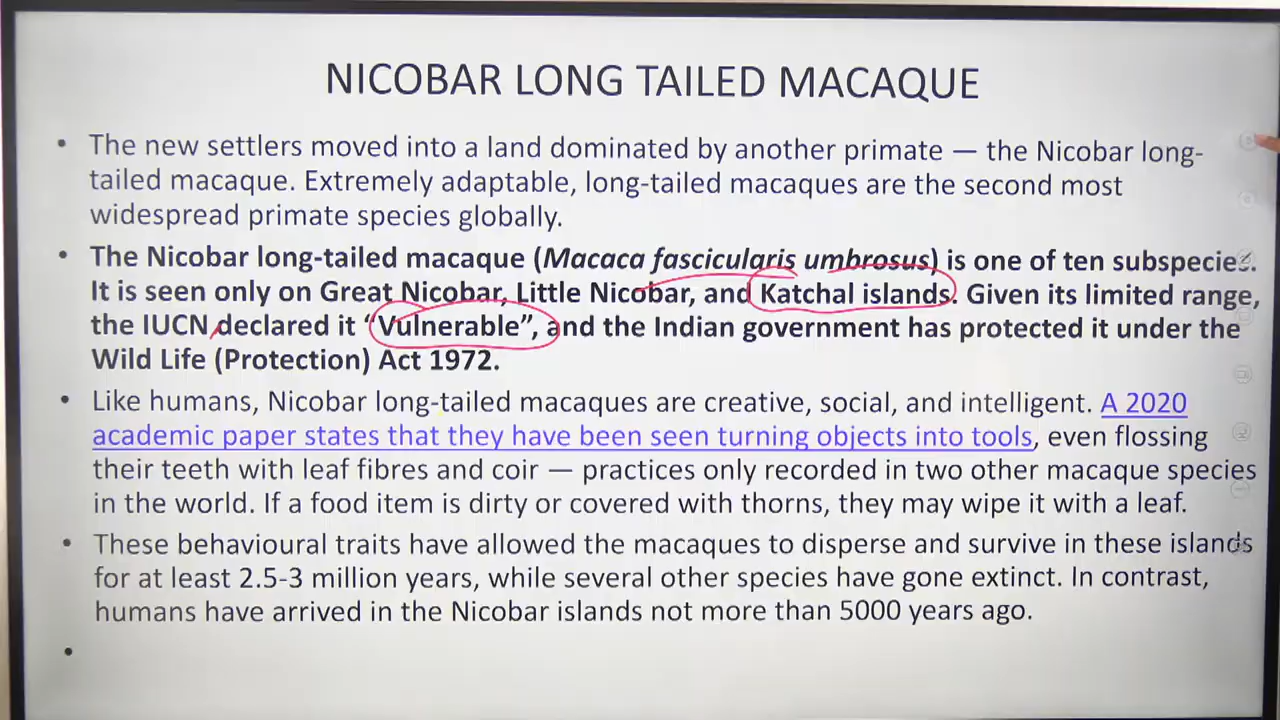 NICOBAR LONG TAILED MACAQUE
• The new settlers moved into a land dominated by another primate — the Nicobar long-
tailed macaque. Extremely adaptable, long-tailed macaques are the second most
widespread primate species globally.
• The Nicobar long-tailed macaque (Macaca fascicularis umbrosus) is one of ten subspecies.
It is seen only on Great Nicobar, Little Nicobar, and Katchal islands. Given its limited range,
the IUCN declared it “Vulnerable”, and the Indian government has protected it under the
Wild Life (Protection) Act 1972.
• Like humans, Nicobar long-tailed macaques are creative, social, and intelligent. A 2020
academic paper states that they have been seen turning objects into tools, even flossing
their teeth with leaf fibres and coir — practices only recorded in two other macaque species
in the world. If a food item is dirty or covered with thorns, they may wipe it with a leaf.
• These behavioural traits have allowed the macaques to disperse and survive in these islands
for at least 2.5-3 million years, while several other species have gone extinct. In contrast,
humans have arrived in the Nicobar islands not more than 5000 years ago.
•